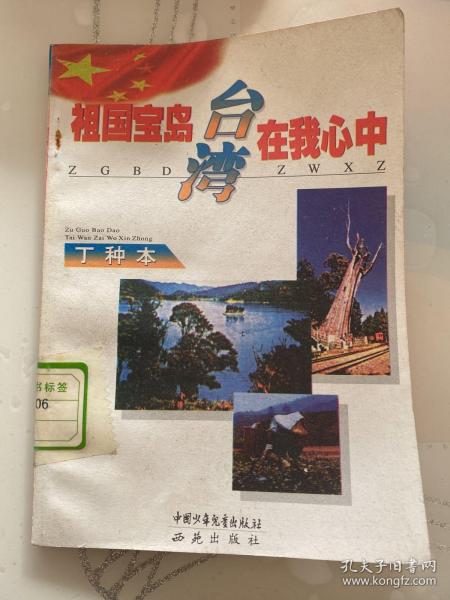 祖国宝岛台湾在我心中
ZGBD ZWXZ
Zu Guo Bao Dao
Tai Wan Zai Wo Xin Zhong
丁种本
书标签
06
中国少年儿童出版社
西苑出版社
孔夫子旧书网
www.kongfz.com